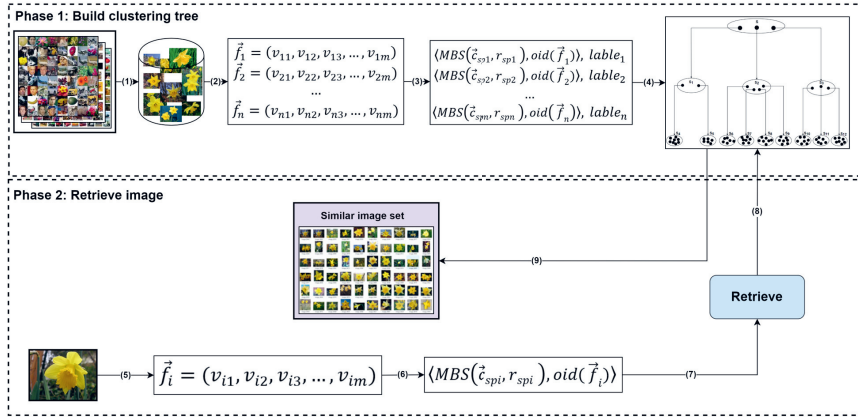 Phase 1: Build clustering tree
(1)
(2)
f⃗₁ = (v₁₁, v₁₂, v₁₃, … , v₁ₘ)
f⃗₂ = (v₂₁, v₂₂, v₂₃, … , v₂ₘ)
...
f⃗ₙ = (vₙ₁, vₙ₂, vₙ₃, … , vₙₘ)
(3)
⟨MBS(c⃗ₛₚ₁, rₛₚ₁), oid(f⃗₁)⟩, lable₁
⟨MBS(c⃗ₛₚ₂, rₛₚ₂), oid(f⃗₂)⟩, lable₂
...
⟨MBS(c⃗ₛₚₙ, rₛₚₙ), oid(f⃗ₙ)⟩, lableₙ
(4)
Phase 2: Retrieve image
Similar image set
(8)
(9)
Retrieve
(5)
f⃗ᵢ = (vᵢ₁, vᵢ₂, vᵢ₃, … , vᵢₘ)
(6)
⟨MBS(c⃗ₛₚᵢ, rₛₚᵢ), oid(f⃗ᵢ)⟩
(7)